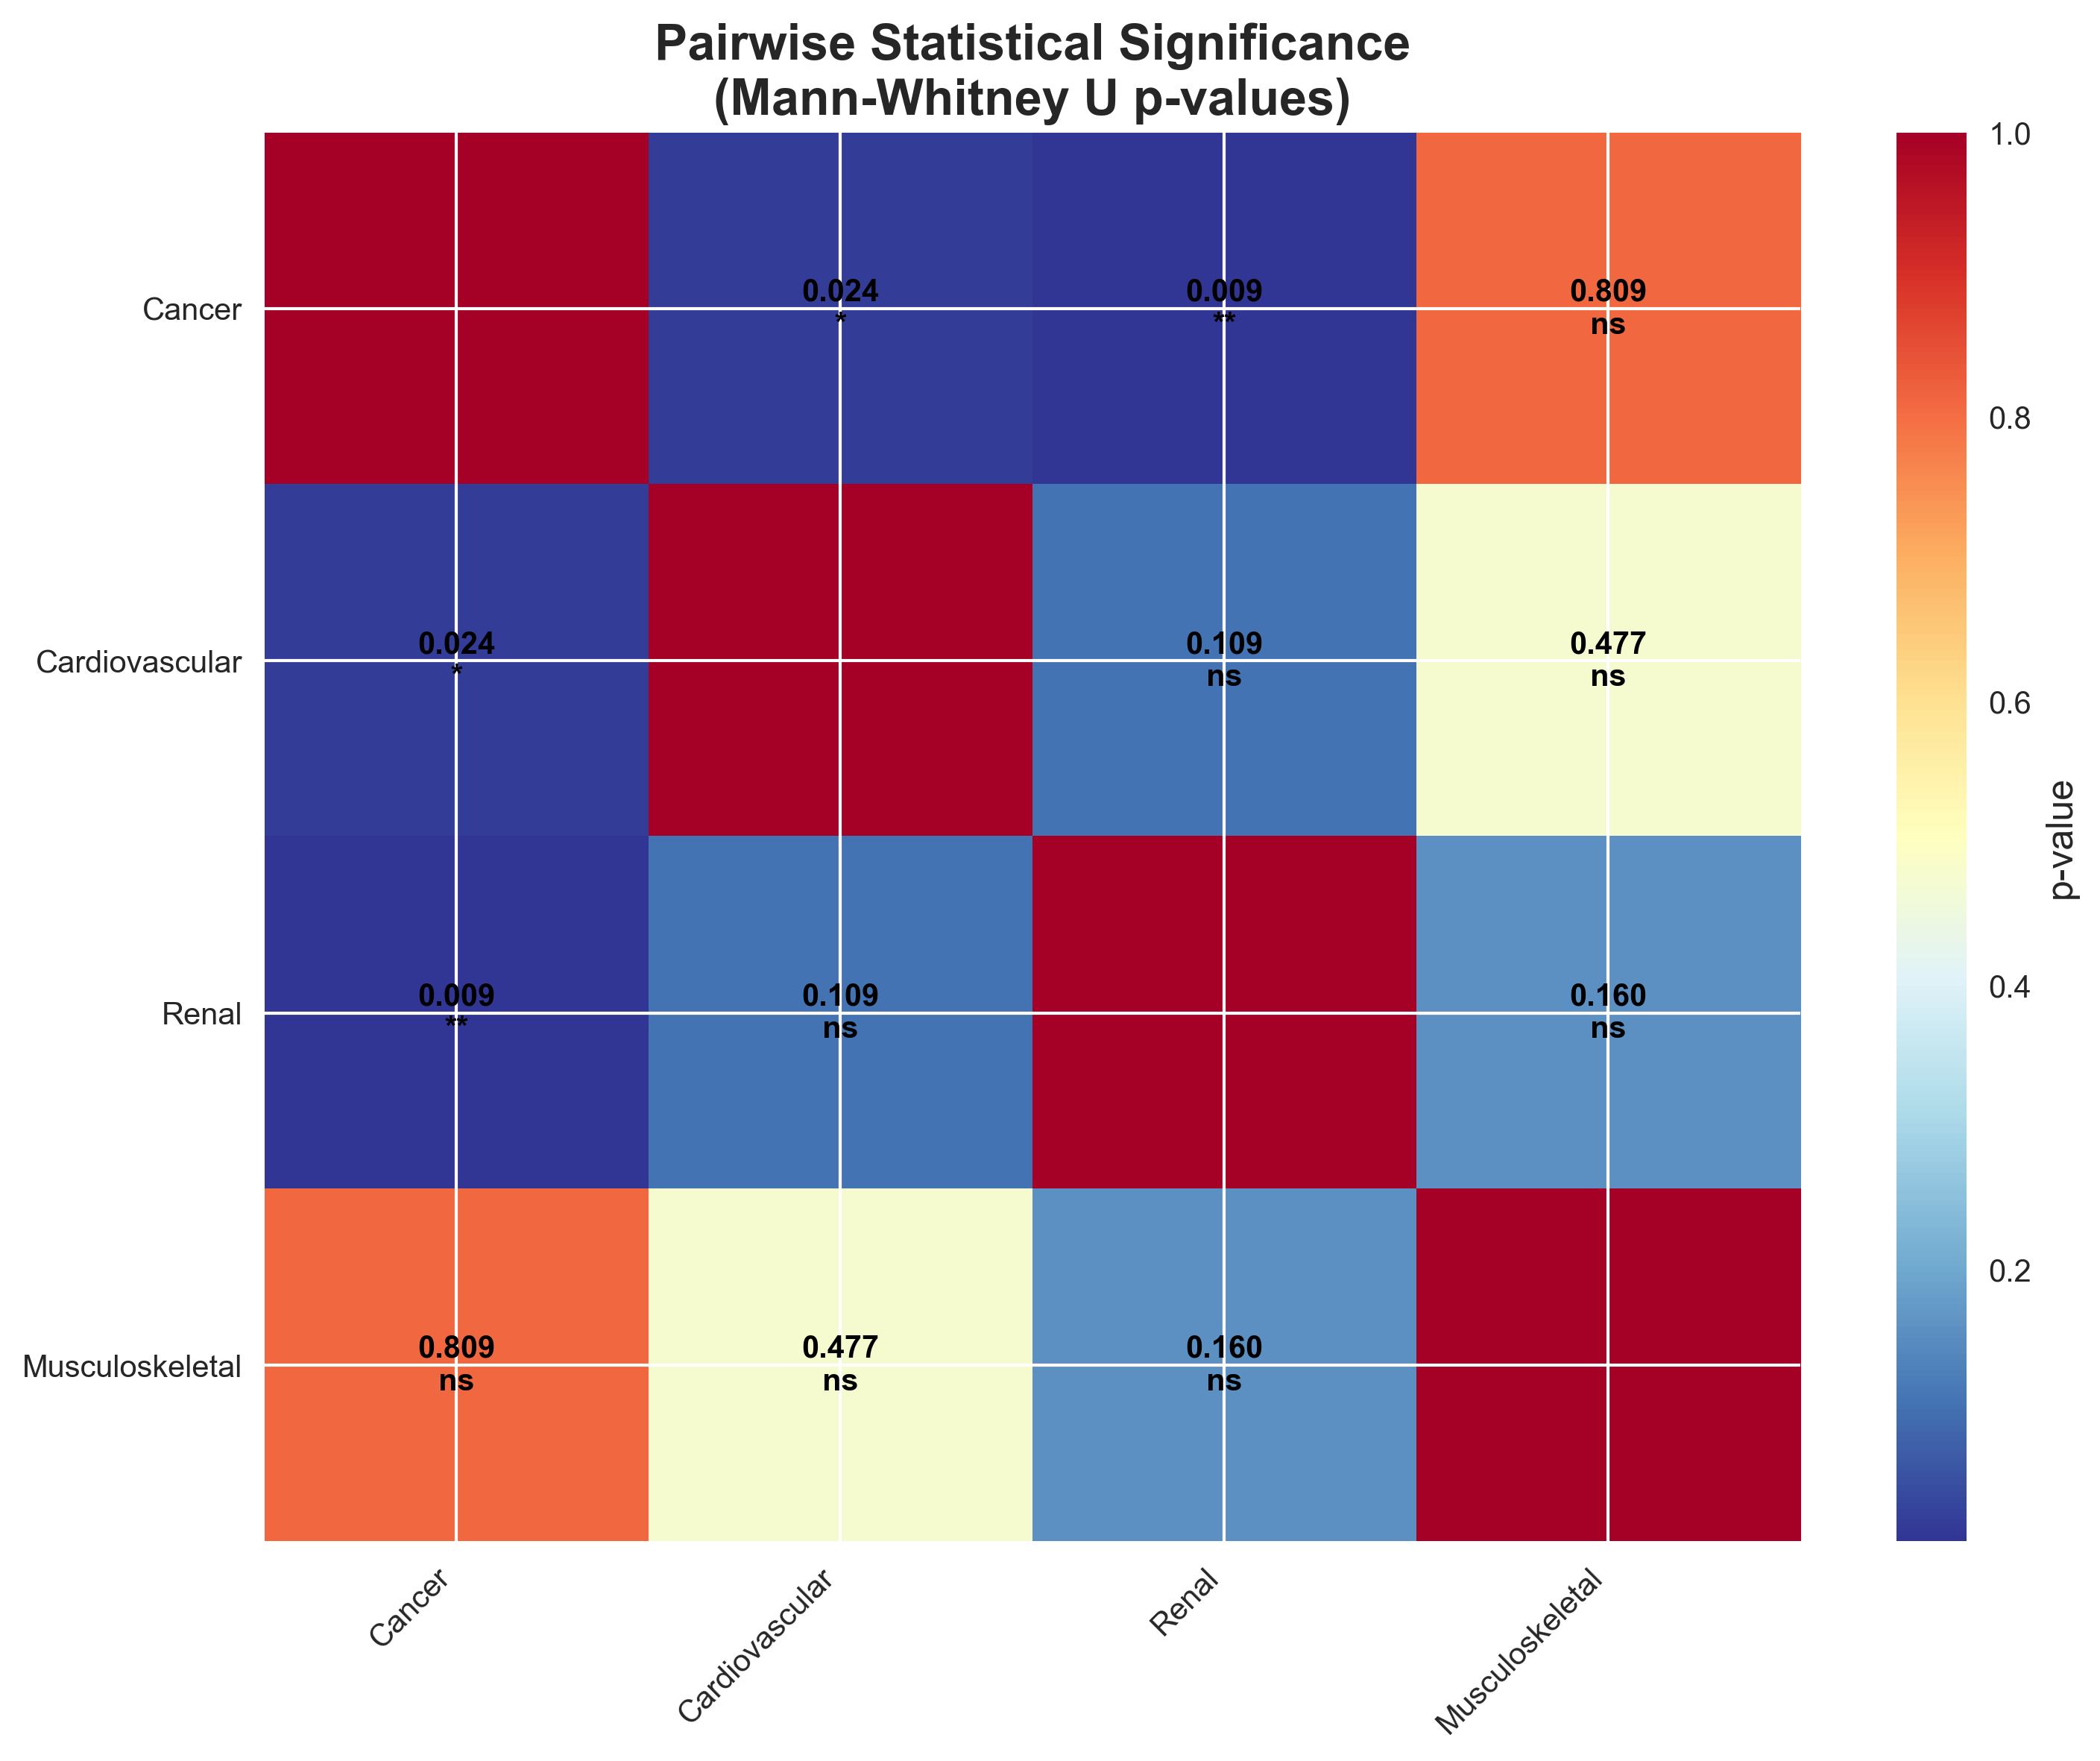 Pairwise Statistical Significance
(Mann-Whitney U p-values)
Cancer
0.024
*
0.009
**
0.809
ns
Cardiovascular
0.024
*
0.109
ns
0.477
ns
Renal
0.009
**
0.109
ns
0.160
ns
Musculoskeletal
0.809
ns
0.477
ns
0.160
ns
Cancer
Cardiovascular
Renal
Musculoskeletal
1.0
0.8
0.6
0.4
0.2
p-value